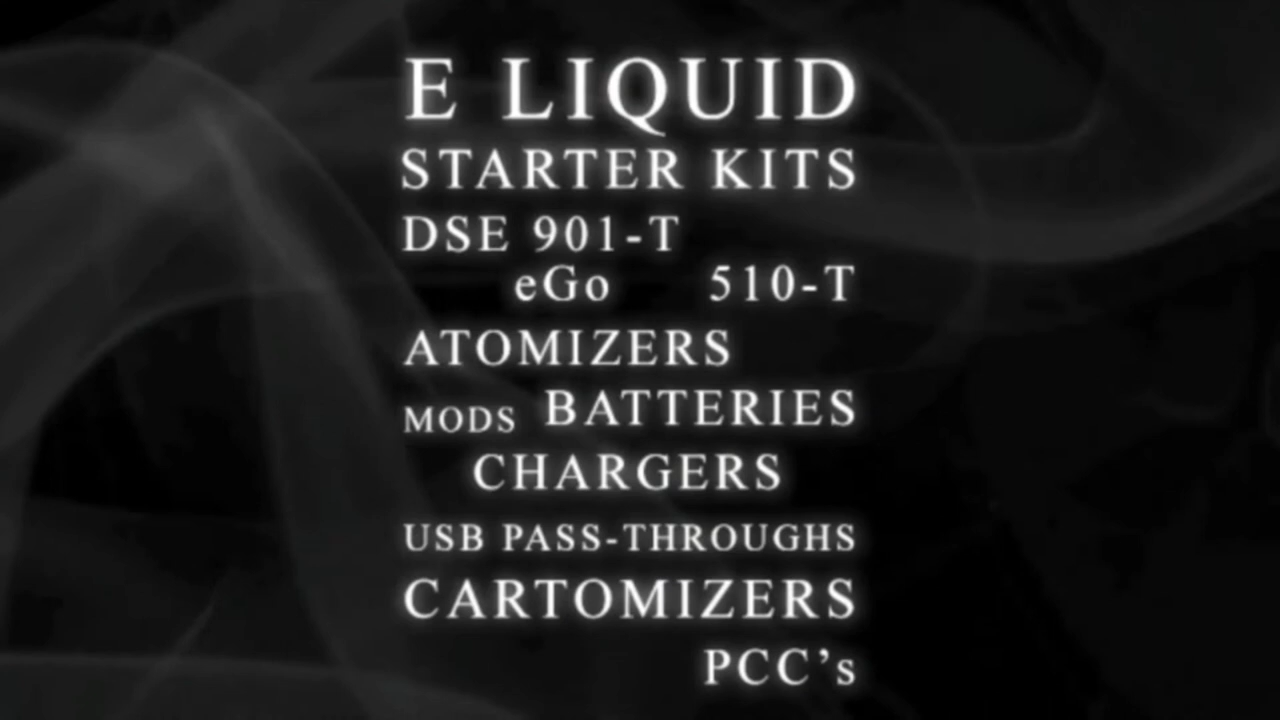 E LIQUID
STARTER KITS
DSE 901-T
eGo 510-T
ATOMIZERS
MODS BATTERIES
CHARGERS
USB PASS-THROUGHS
CARTOMIZERS
PCC’s